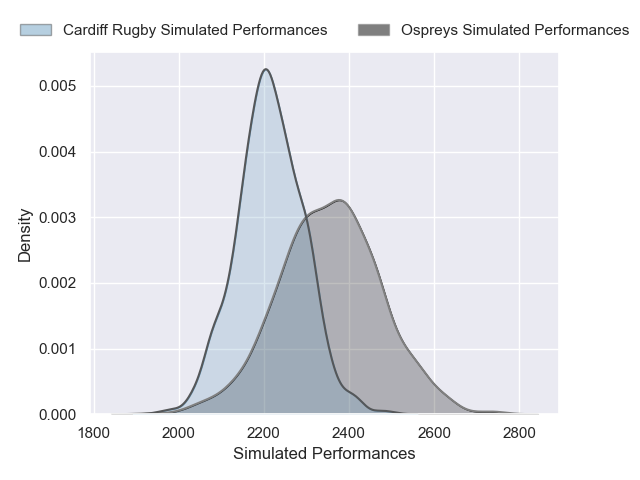 Cardiff Rugby Simulated Performances Ospreys Simulated Performances
0.005
0.004
0.003
0.002
0.001
0.000
Density
1800 2000 2200 2400 2600 2800
Simulated Performances